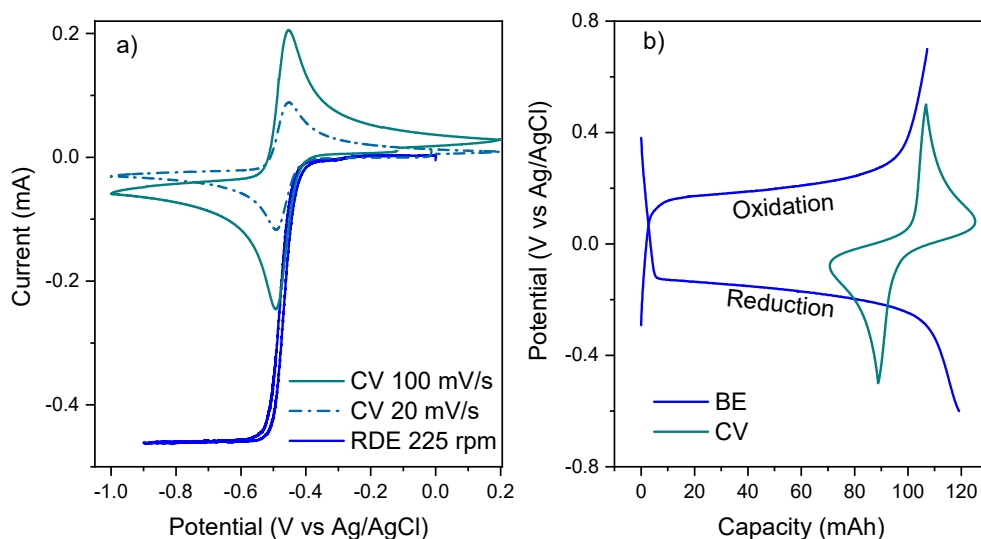 a)
0.2
0.0
-0.2
-0.4
Current (mA)
CV 100 mV/s
CV 20 mV/s
RDE 225 rpm
-1.0 -0.8 -0.6 -0.4 -0.2 0.0 0.2
Potential (V vs Ag/AgCl)
b)
0.8
0.4
0.0
-0.4
-0.8
Potential (V vs Ag/AgCl)
Oxidation
Reduction
BE
CV
0 20 40 60 80 100 120
Capacity (mAh)